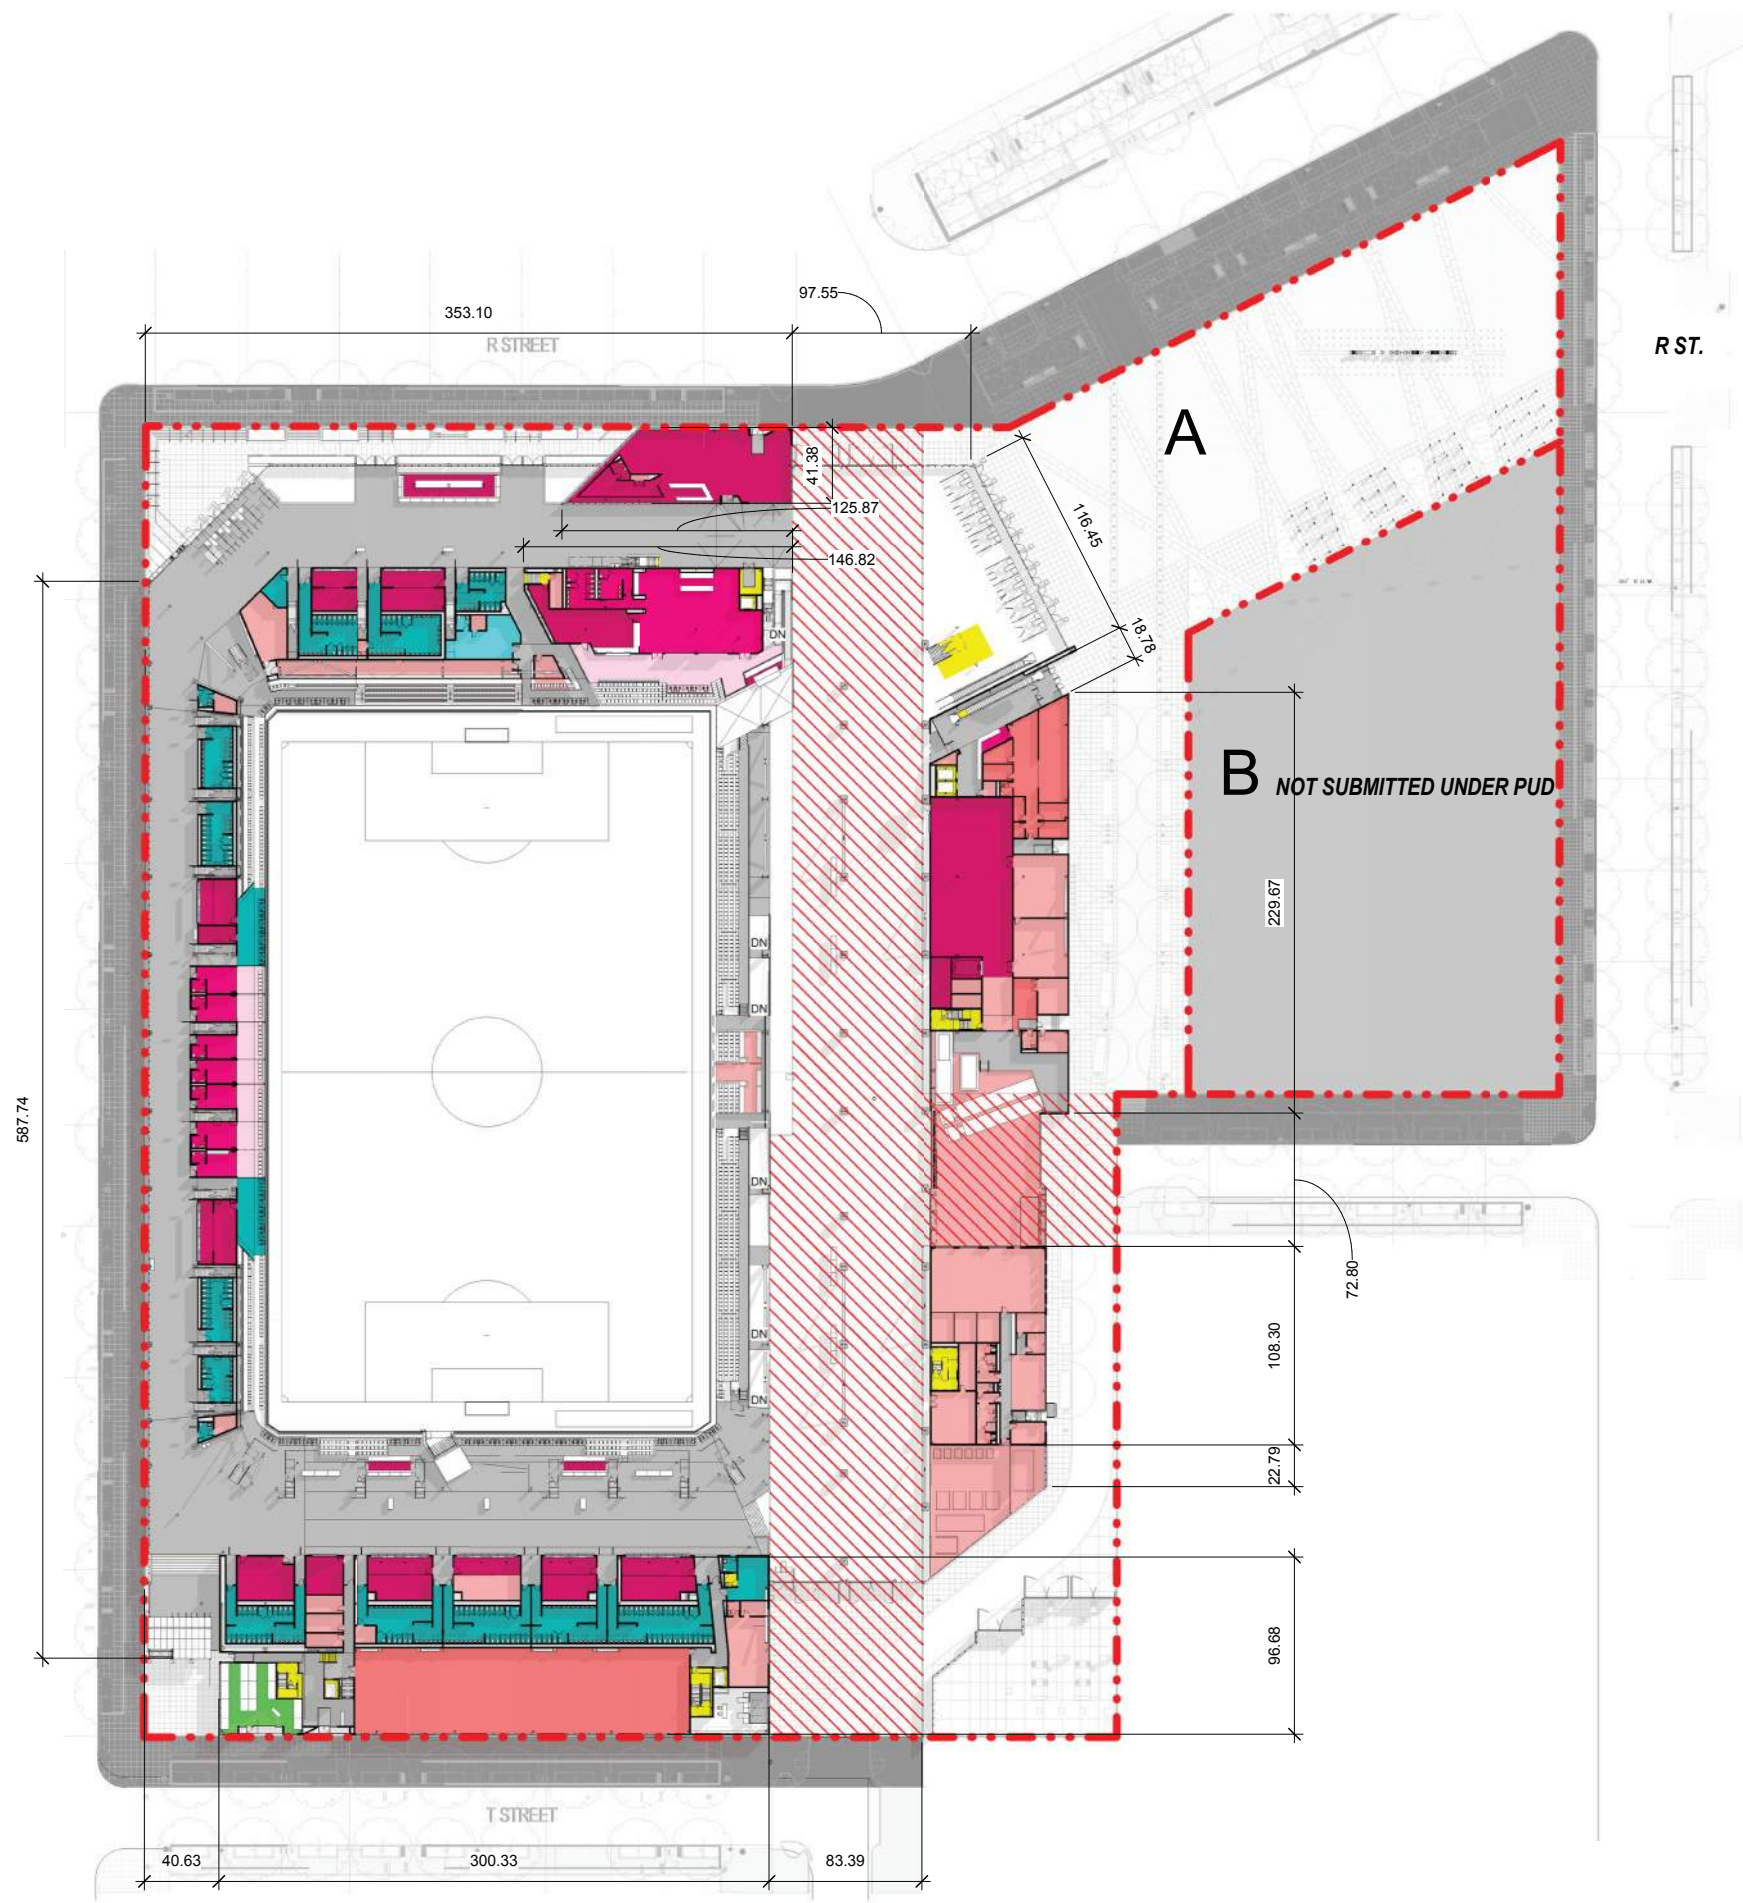 97.55
353.10
R STREET
R ST.
A
41.38
125.87
116.45
146.82
18.78
DN
B NOT SUBMITTED UNDER PUD
229.67
DN
DN
587.74
DN
72.80
DN
108.30
DN
22.79
96.68
T STREET
40.63
300.33
83.39